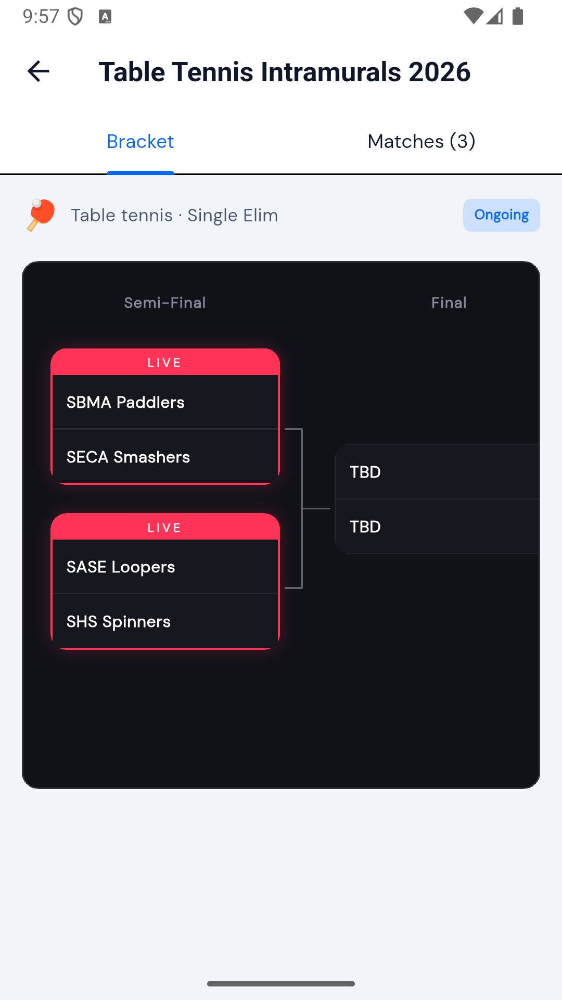 9:57
Table Tennis Intramurals 2026
Bracket
Matches (3)
Table tennis · Single Elim
Ongoing
Semi-Final
Final
LIVE
SBMA Paddlers
SECA Smashers
TBD
TBD
LIVE
SASE Loopers
SHS Spinners